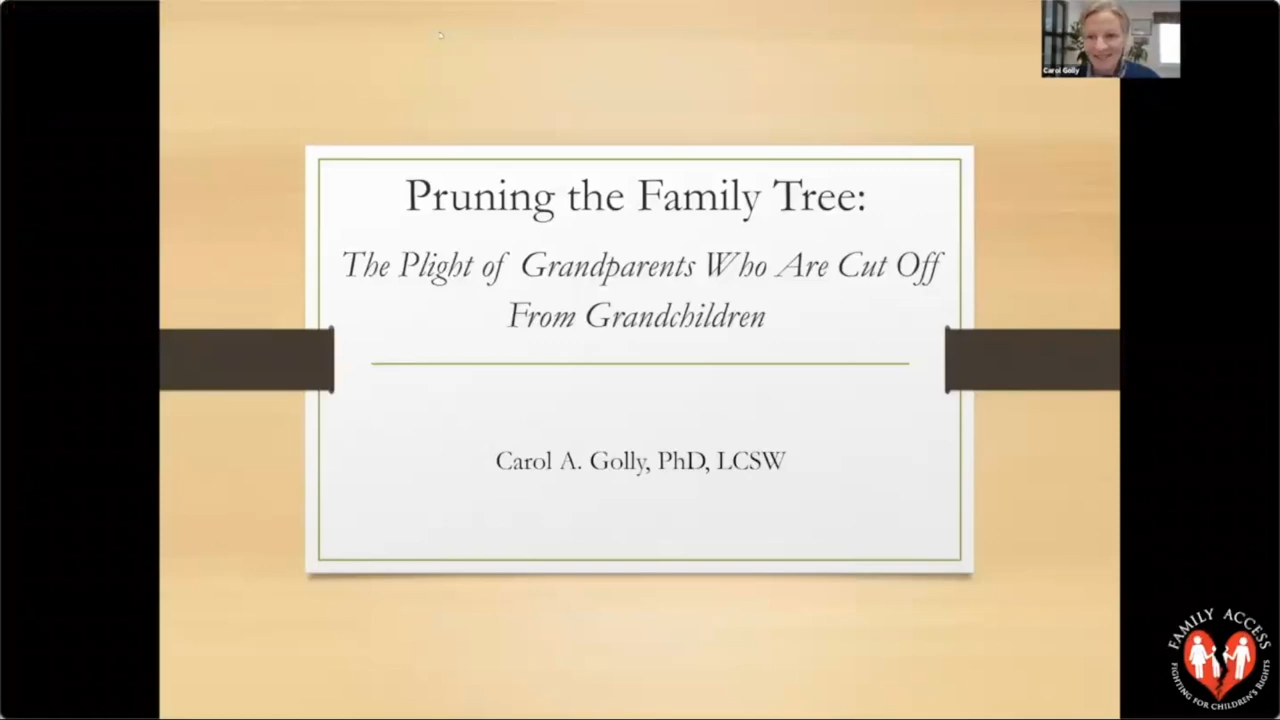 Carol Golly
Pruning the Family Tree:
The Plight of Grandparents Who Are Cut Off
From Grandchildren
Carol A. Golly, PhD, LCSW
FAMILY ACCESS
FIGHTING FOR CHILDREN'S RIGHTS